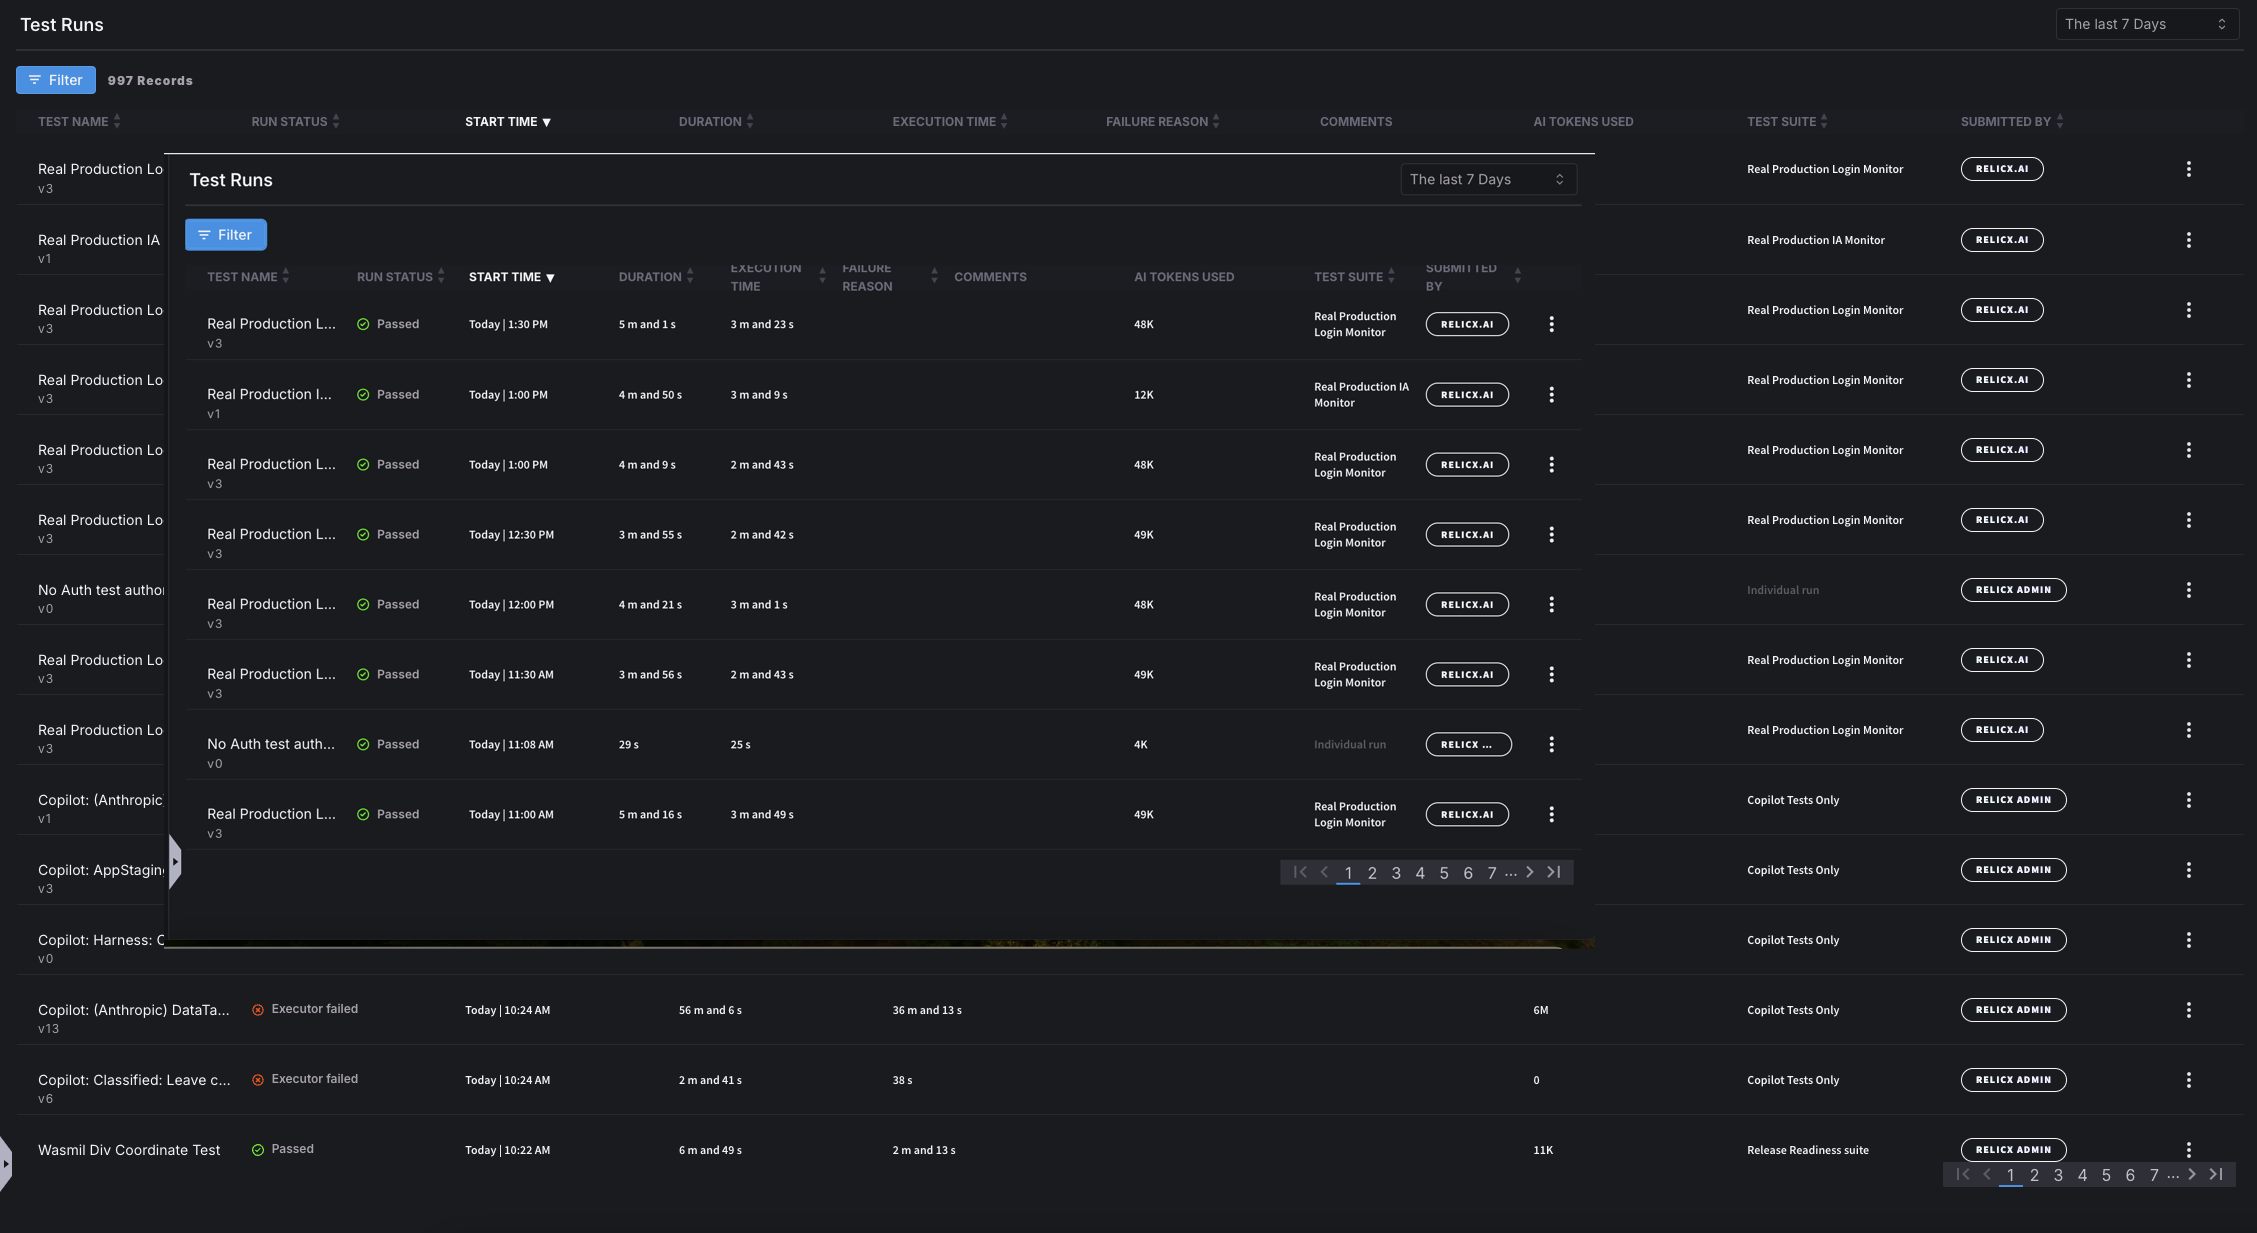 Test Runs
The last 7 Days
Filter
997 Records
TEST NAME RUN STATUS START TIME DURATION EXECUTION TIME FAILURE REASON COMMENTS AI TOKENS USED TEST SUITE SUBMITTED BY
Real Production Lo
v3
Real Production Login Monitor RELICX.AI
Real Production IA
v1
Real Production IA Monitor RELICX.AI
Real Production Lo
v3
Real Production Login Monitor RELICX.AI
Real Production Lo
v3
Real Production Login Monitor RELICX.AI
Real Production Lo
v3
Real Production Login Monitor RELICX.AI
Real Production Lo
v3
Real Production Login Monitor RELICX.AI
No Auth test author
v0
Individual run RELICX ADMIN
Real Production Lo
v3
Real Production Login Monitor RELICX.AI
Real Production Lo
v3
Real Production Login Monitor RELICX.AI
Copilot: (Anthropic)
v1
Copilot Tests Only RELICX ADMIN
Copilot: AppStaging
v3
Copilot Tests Only RELICX ADMIN
Copilot: Harness: C
v0
Copilot Tests Only RELICX ADMIN
Test Runs
The last 7 Days
Filter
TEST NAME RUN STATUS START TIME DURATION EXECUTION TIME FAILURE REASON COMMENTS AI TOKENS USED TEST SUITE SUBMITTED BY
Real Production L... Passed Today | 1:30 PM 5 m and 1 s 3 m and 23 s 48K Real Production Login Monitor RELICX.AI
v3
Real Production I... Passed Today | 1:00 PM 4 m and 50 s 3 m and 9 s 12K Real Production IA Monitor RELICX.AI
v1
Real Production L... Passed Today | 1:00 PM 4 m and 9 s 2 m and 43 s 48K Real Production Login Monitor RELICX.AI
v3
Real Production L... Passed Today | 12:30 PM 3 m and 55 s 2 m and 42 s 49K Real Production Login Monitor RELICX.AI
v3
Real Production L... Passed Today | 12:00 PM 4 m and 21 s 3 m and 1 s 48K Real Production Login Monitor RELICX.AI
v3
Real Production L... Passed Today | 11:30 AM 3 m and 56 s 2 m and 43 s 49K Real Production Login Monitor RELICX.AI
v3
No Auth test auth... Passed Today | 11:08 AM 29 s 25 s 4K Individual run RELICX ...
v0
Real Production L... Passed Today | 11:00 AM 5 m and 16 s 3 m and 49 s 49K Real Production Login Monitor RELICX.AI
v3
1 2 3 4 5 6 7 ...
Copilot: (Anthropic) DataTa... Executor failed Today | 10:24 AM 56 m and 6 s 36 m and 13 s 6M Copilot Tests Only RELICX ADMIN
v13
Copilot: Classified: Leave c... Executor failed Today | 10:24 AM 2 m and 41 s 38 s 0 Copilot Tests Only RELICX ADMIN
v6
Wasmil Div Coordinate Test Passed Today | 10:22 AM 6 m and 49 s 2 m and 13 s 11K Release Readiness suite RELICX ADMIN
1 2 3 4 5 6 7 ...